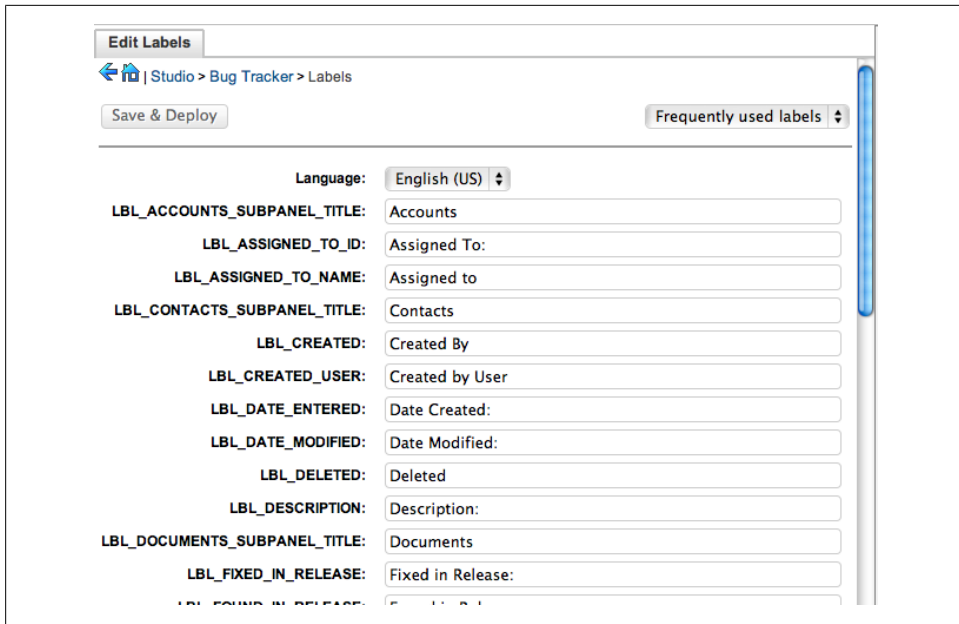 Edit Labels
| Studio > Bug Tracker > Labels
Save & Deploy
Frequently used labels
Language: English (US)
LBL_ACCOUNTS_SUBPANEL_TITLE: Accounts
LBL_ASSIGNED_TO_ID: Assigned To:
LBL_ASSIGNED_TO_NAME: Assigned to
LBL_CONTACTS_SUBPANEL_TITLE: Contacts
LBL_CREATED: Created By
LBL_CREATED_USER: Created by User
LBL_DATE_ENTERED: Date Created:
LBL_DATE_MODIFIED: Date Modified:
LBL_DELETED: Deleted
LBL_DESCRIPTION: Description:
LBL_DOCUMENTS_SUBPANEL_TITLE: Documents
LBL_FIXED_IN_RELEASE: Fixed in Release: